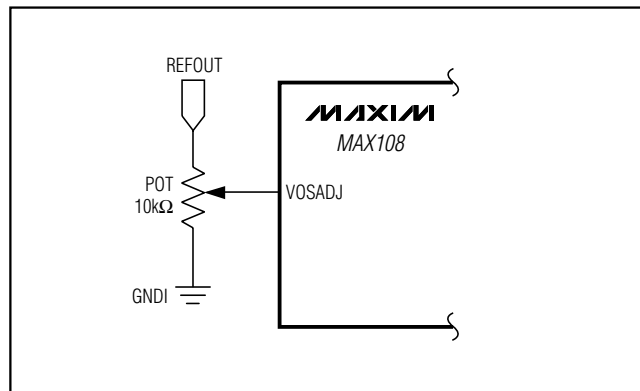 REFOUT
MAXIM
MAX108
POT
10kΩ
VOSADJ
GNDI